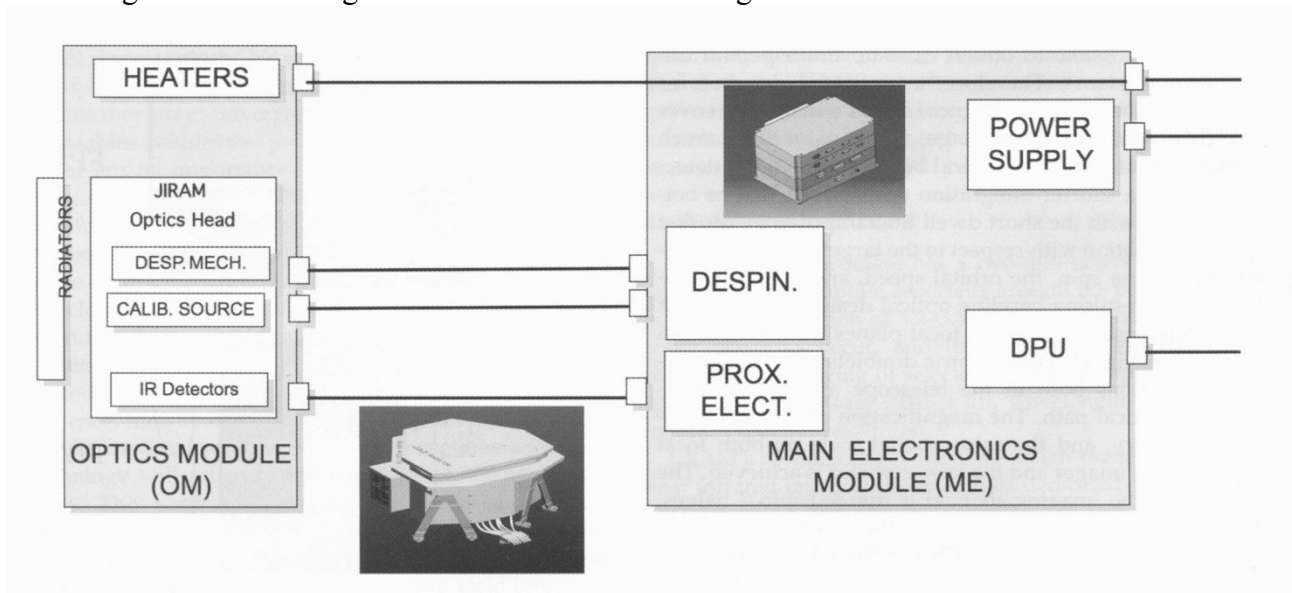 HEATERS
JIRAM
Optics Head
RADIATORS
DESP. MECH.
CALIB. SOURCE
IR Detectors
OPTICS MODULE
(OM)
POWER
SUPPLY
DESPIN.
DPU
PROX.
ELECT.
MAIN ELECTRONICS
MODULE (ME)